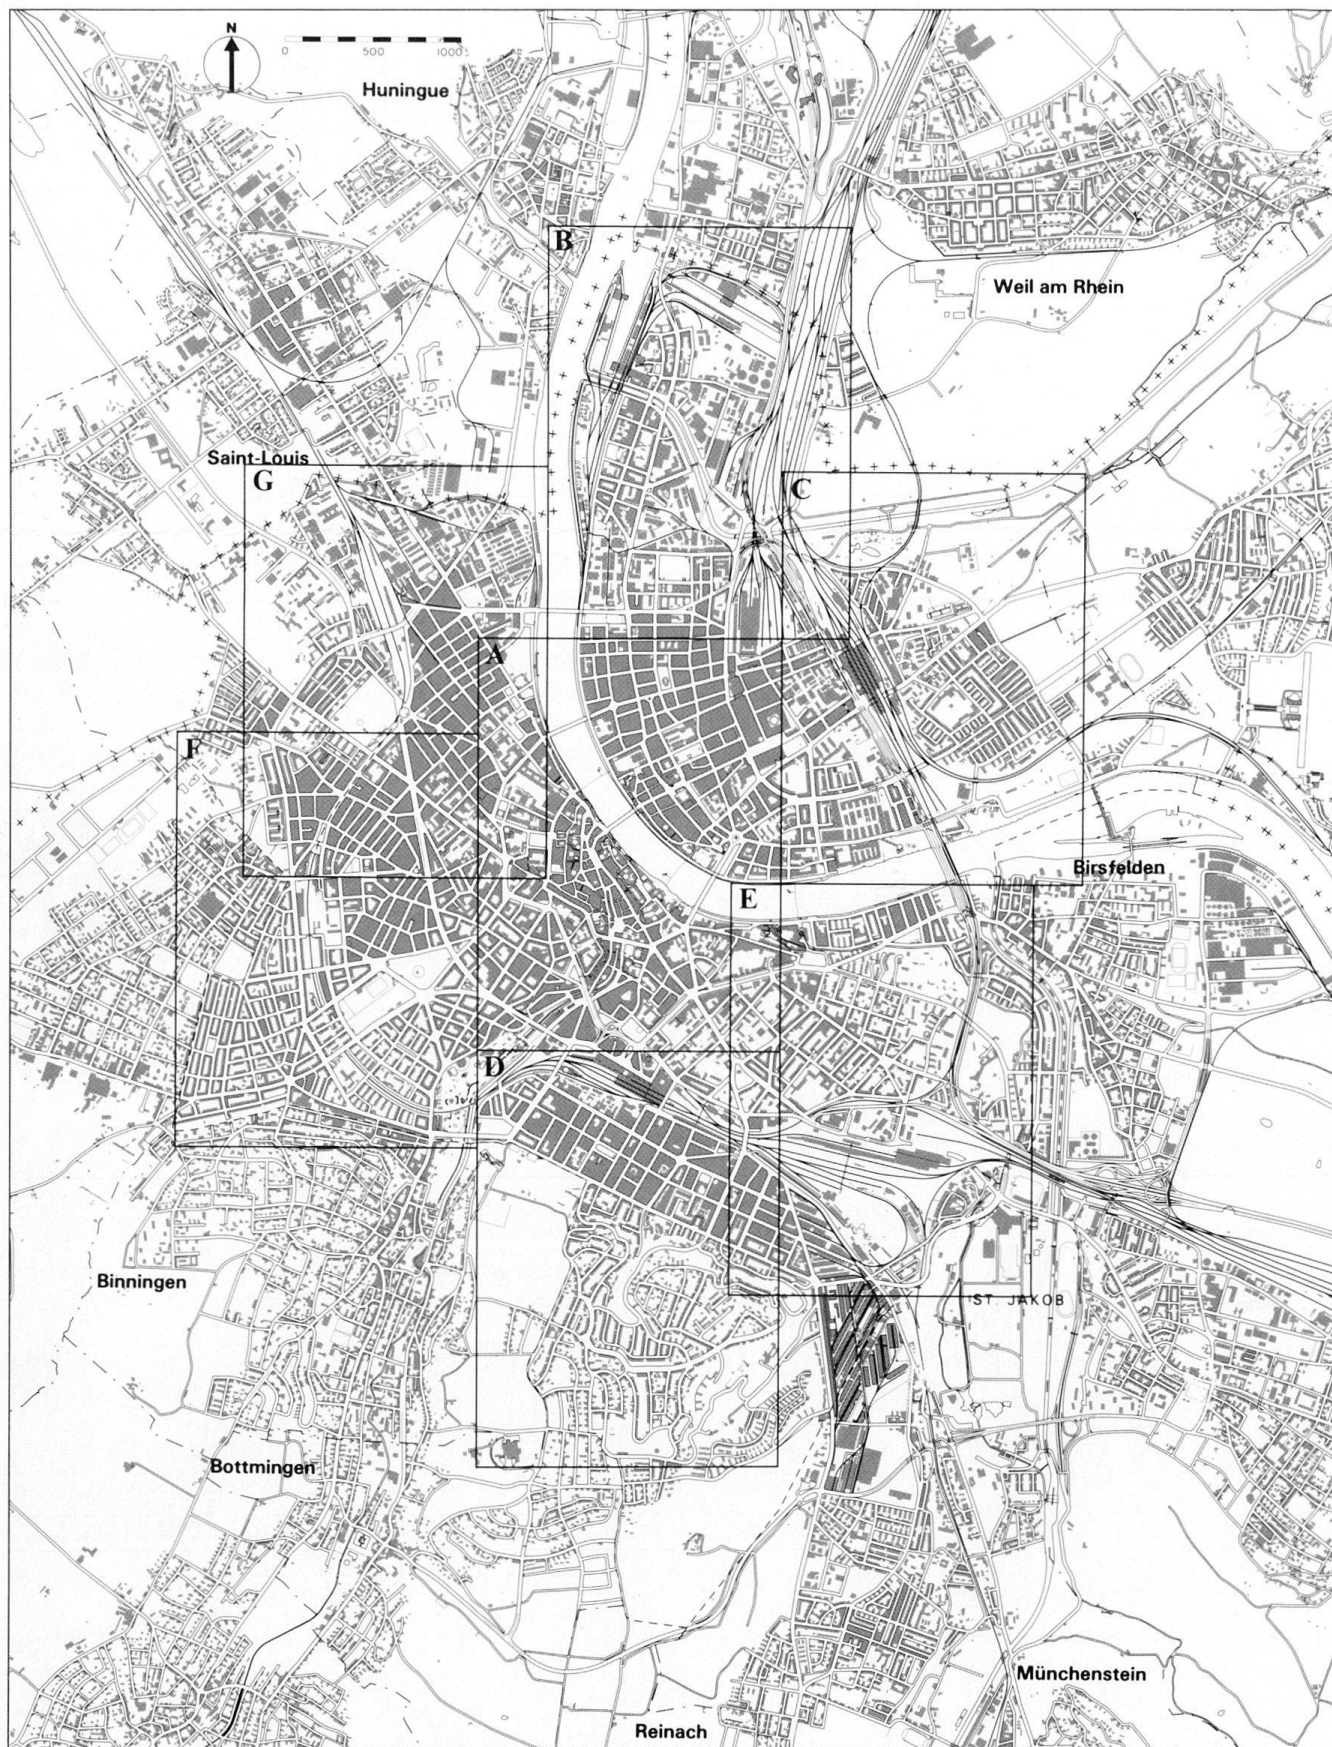 N
0 500 1000
Huningue
B
Weil am Rhein
Saint-Louis
G
C
A
F
Birsfelden
E
D
Binningen
ST. JAKOB
Bottmingen
Münchenstein
Reinach